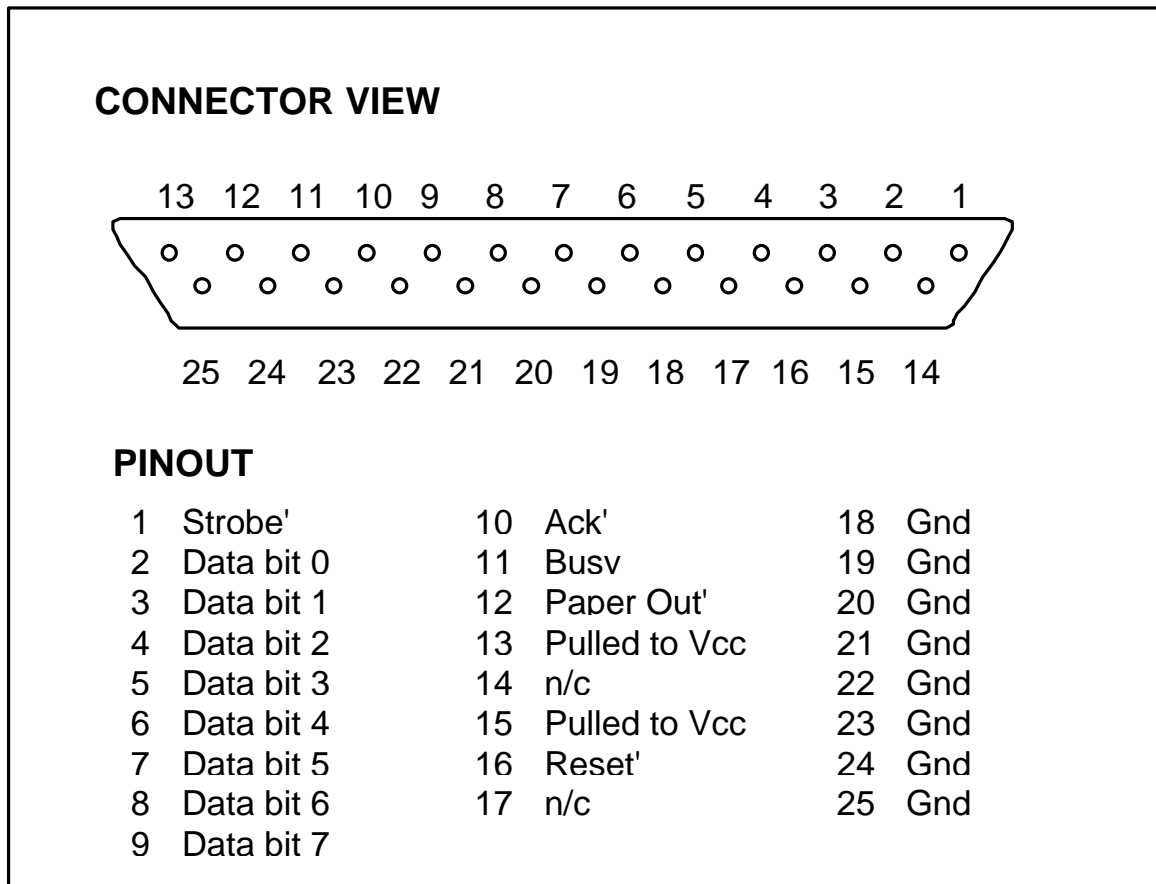 CONNECTOR VIEW
13 12 11 10 9 8 7 6 5 4 3 2 1
25 24 23 22 21 20 19 18 17 16 15 14
PINOUT
1 Strobe' 10 Ack' 18 Gnd
2 Data bit 0 11 Busy 19 Gnd
3 Data bit 1 12 Paper Out' 20 Gnd
4 Data bit 2 13 Pulled to Vcc 21 Gnd
5 Data bit 3 14 n/c 22 Gnd
6 Data bit 4 15 Pulled to Vcc 23 Gnd
7 Data bit 5 16 Reset' 24 Gnd
8 Data bit 6 17 n/c 25 Gnd
9 Data bit 7